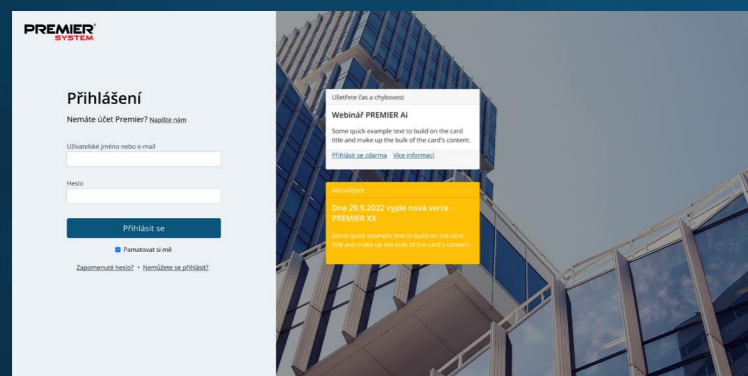 PREMIER
SYSTEM
Přihlášení
Nemáte účet Premier? Napište nám
Uživatelské jméno nebo e-mail
Heslo
Přihlásit se
Pamatovat si mě
Zapomenuté heslo? • Nemůžete se přihlásit?
Ušetřete čas a chybovost
Webinář PREMIER Ai
Some quick example text to build on the card
title and make up the bulk of the card's content.
Přihlásit se zdarma Více informací
Aktualizace
Dne 29.9.2022 vyjde nová verze
PREMIER XX
Some quick example text to build on the card
title and make up the bulk of the card's content.